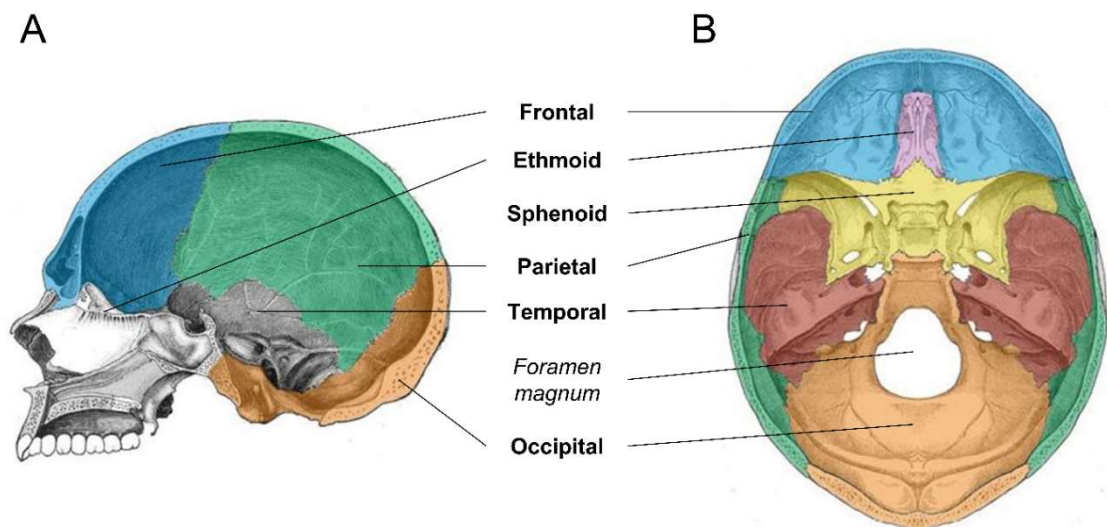 A
B
Frontal
Ethmoid
Sphenoid
Parietal
Temporal
Foramen
magnum
Occipital